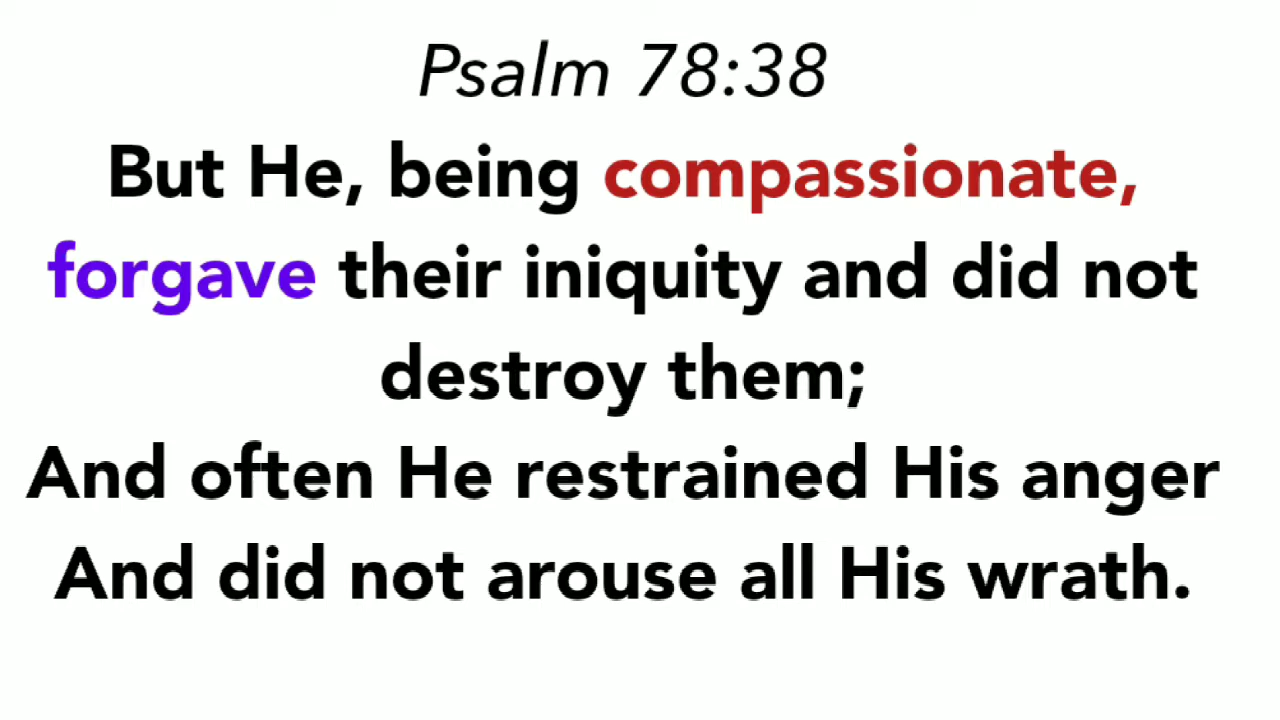 Psalm 78:38
But He, being compassionate,
forgave their iniquity and did not
destroy them;
And often He restrained His anger
And did not arouse all His wrath.